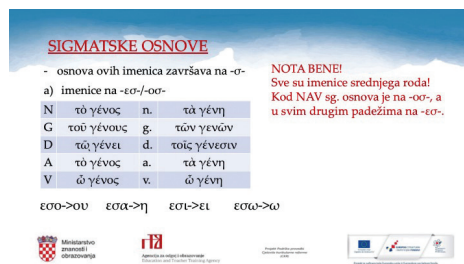 SIGMATSKE OSNOVE
- osnova ovih imenica završava na -σ-
a) imenice na -εσ-/-οσ-
N τὸ γένος n. τὰ γένη
G τοῦ γένους g. τῶν γενῶν
D τῷ γένει d. τοῖς γένεσιν
A τὸ γένος a. τὰ γένη
V ὦ γένος v. ὦ γένη
εσο->ου εσα->η εσι->ει εσω->ω
NOTA BENE!
Sve su imenice srednjega roda!
Kod NAV sg. osnova je na -οσ-, a
u svim drugim padežima na -εσ-.
Ministarstvo
znanosti i
obrazovanja
Agencija za odgoj i obrazovanje
Education and Teacher Training Agency